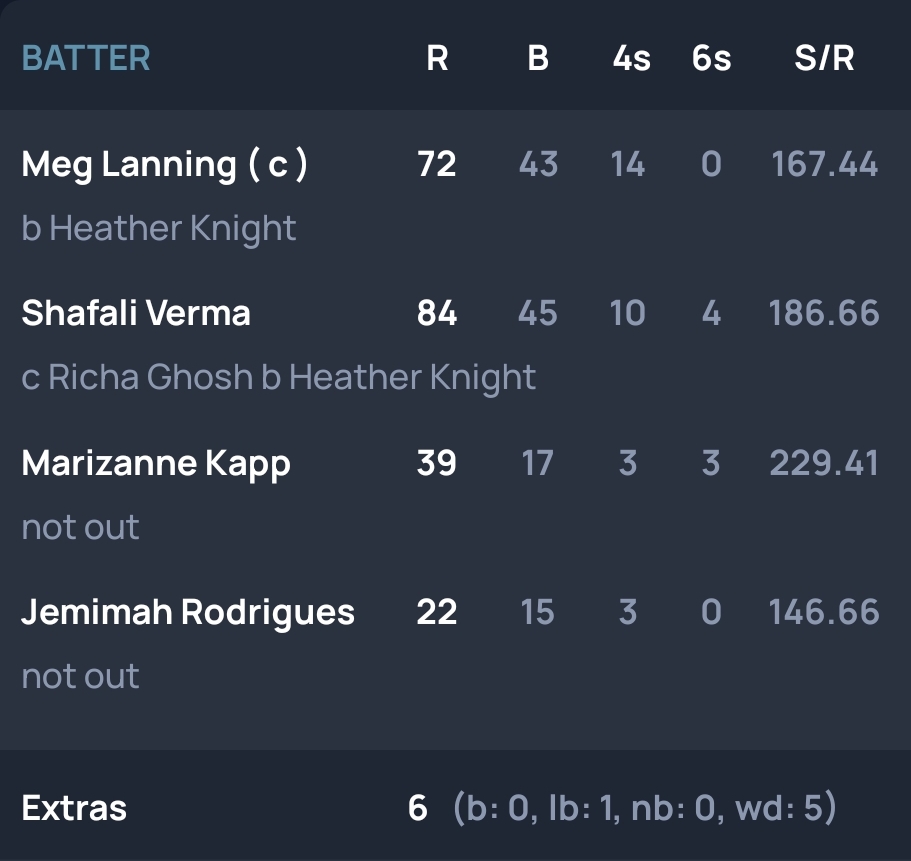 BATTER R B 4s 6s S/R
Meg Lanning ( c ) 72 43 14 0 167.44
b Heather Knight
Shafali Verma 84 45 10 4 186.66
c Richa Ghosh b Heather Knight
Marizanne Kapp 39 17 3 3 229.41
not out
Jemimah Rodrigues 22 15 3 0 146.66
not out
Extras 6 (b: 0, lb: 1, nb: 0, wd: 5)